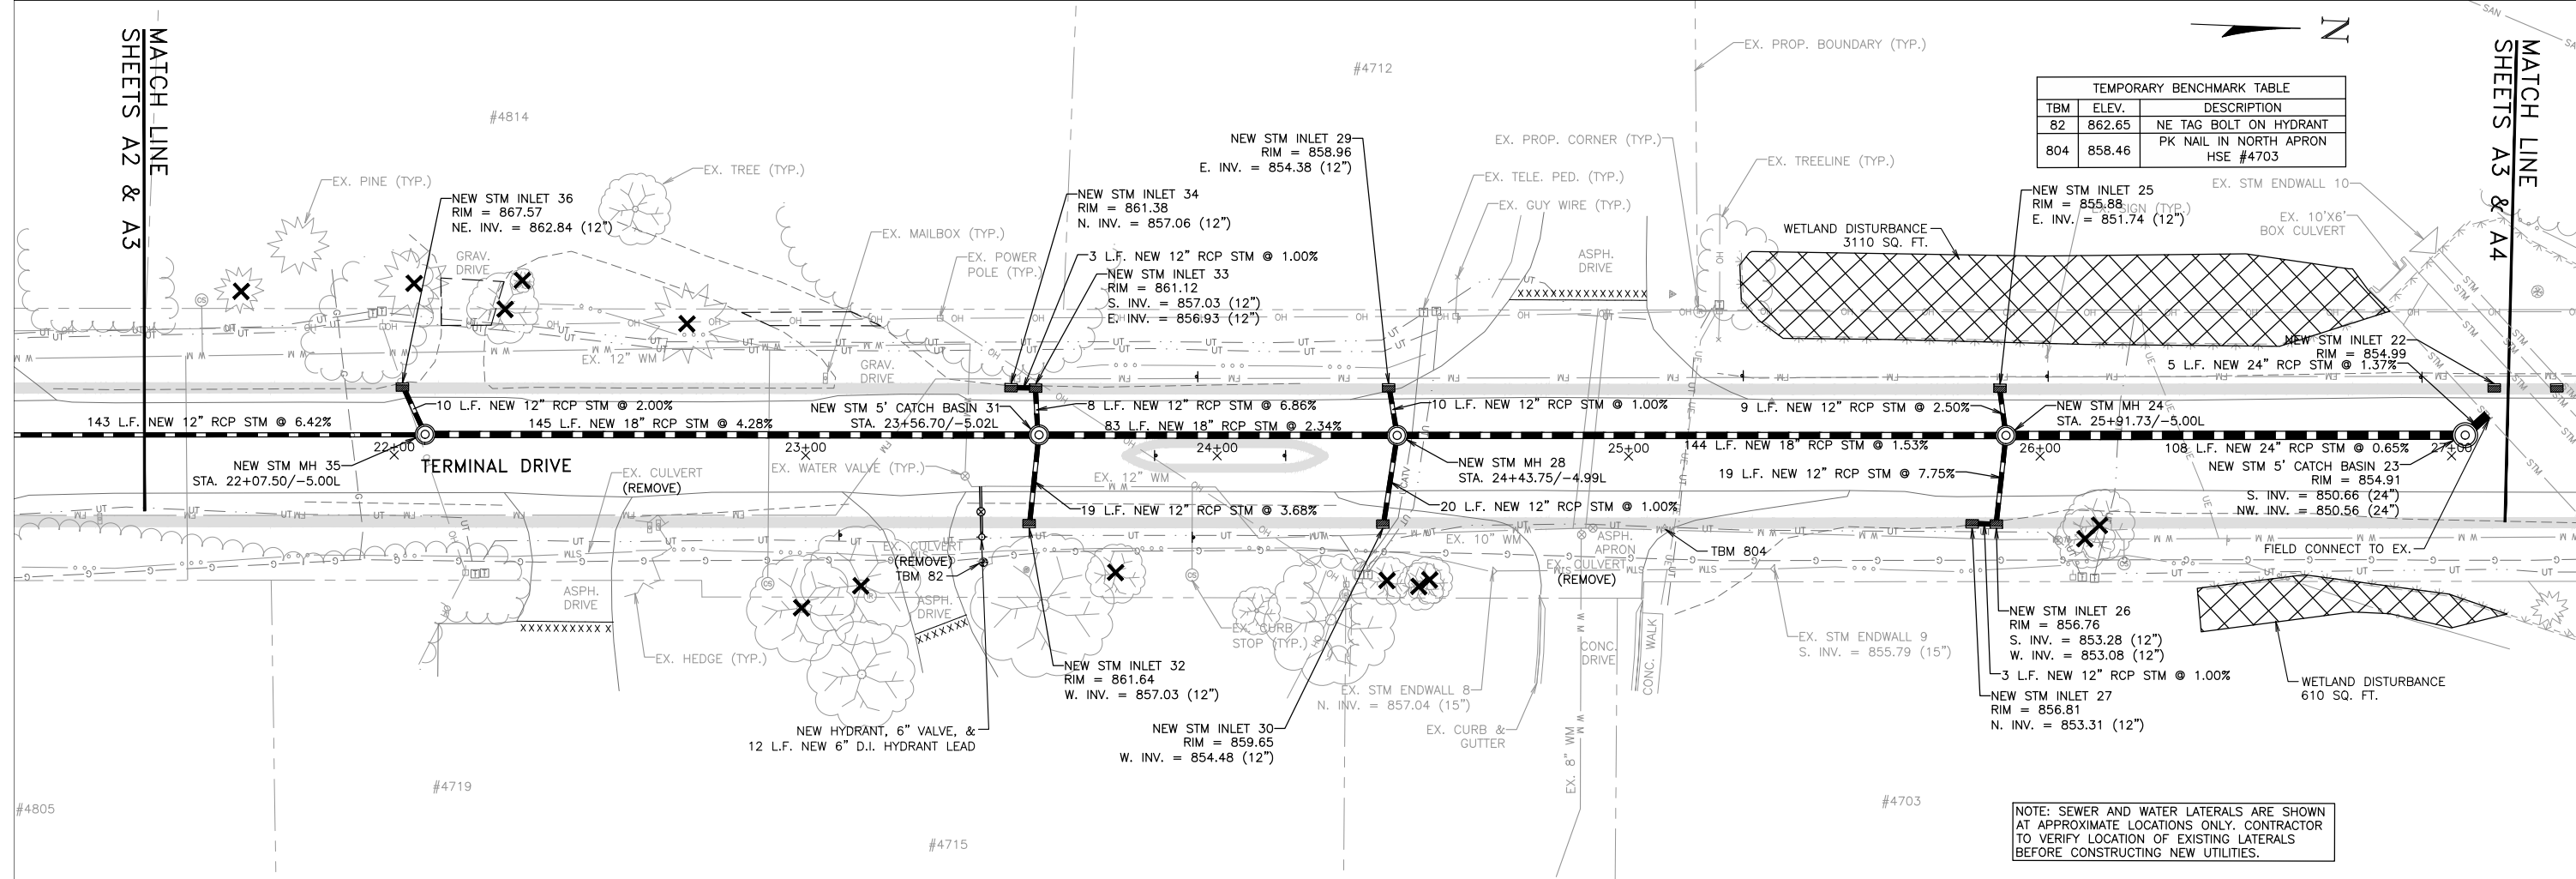 MATCH LINE
SHEETS A2 & A3
#4814
EX. PINE (TYP.)
NEW STM INLET 36
RIM = 867.57
NE. INV. = 862.84 (12")
EX. TREE (TYP.)
GRAV.
DRIVE
EX. MAILBOX (TYP.)
EX. POWER
POLE (TYP.)
EX. 12" WM
GRAV.
DRIVE
NEW STM INLET 34
RIM = 861.38
N. INV. = 857.06 (12")
3 L.F. NEW 12" RCP STM @ 1.00%
NEW STM INLET 33
RIM = 861.12
S. INV. = 857.03 (12")
E. INV. = 856.93 (12")
#4712
NEW STM INLET 29
RIM = 858.96
E. INV. = 854.38 (12")
EX. PROP. CORNER (TYP.)
EX. TELE. PED. (TYP.)
EX. GUY WIRE (TYP.)
ASPH.
DRIVE
EX. PROP. BOUNDARY (TYP.)
EX. TREELINE (TYP.)
WETLAND DISTURBANCE
3110 SQ. FT.
N
TEMPORARY BENCHMARK TABLE
TBM ELEV. DESCRIPTION
82 862.65 NE TAG BOLT ON HYDRANT
804 858.46 PK NAIL IN NORTH APRON
HSE #4703
NEW STM INLET 25
RIM = 855.88
E. INV. = 851.74 (12")
EX. SIGN (TYP.)
EX. STM ENDWALL 10
EX. 10'X6'
BOX CULVERT
MATCH LINE
SHEETS A3 & A4
NEW STM INLET 22
RIM = 854.99
5 L.F. NEW 24" RCP STM @ 1.37%
143 L.F. NEW 12" RCP STM @ 6.42%
10 L.F. NEW 12" RCP STM @ 2.00%
145 L.F. NEW 18" RCP STM @ 4.28%
NEW STM 5' CATCH BASIN 31
STA. 23+56.70/-5.02L
8 L.F. NEW 12" RCP STM @ 6.86%
83 L.F. NEW 18" RCP STM @ 2.34%
10 L.F. NEW 12" RCP STM @ 1.00%
9 L.F. NEW 12" RCP STM @ 2.50%
NEW STM MH 24
STA. 25+91.73/-5.00L
144 L.F. NEW 18" RCP STM @ 1.53%
108 L.F. NEW 24" RCP STM @ 0.65%
22+00
23+00
24+00
25+00
26+00
27+00
NEW STM MH 35
STA. 22+07.50/-5.00L
TERMINAL DRIVE
EX. CULVERT
(REMOVE)
EX. WATER VALVE (TYP.)
EX. 12" WM
NEW STM MH 28
STA. 24+43.75/-4.99L
19 L.F. NEW 12" RCP STM @ 7.75%
NEW STM 5' CATCH BASIN 23
RIM = 854.91
S. INV. = 850.66 (24")
NW. INV. = 850.56 (24")
19 L.F. NEW 12" RCP STM @ 3.68%
20 L.F. NEW 12" RCP STM @ 1.00%
EX. 10" WM
UCATV
FIELD CONNECT TO EX.
EX. CULVERT
(REMOVE)
TBM 82
ASPH.
APRON
EX. CULVERT
(REMOVE)
TBM 804
ASPH.
DRIVE
ASPH.
DRIVE
EX. HEDGE (TYP.)
EX. CURB
STOP (TYP.)
CONC.
DRIVE
CONC. WALK
EX. STM ENDWALL 9
S. INV. = 855.79 (15")
NEW STM INLET 26
RIM = 856.76
S. INV. = 853.28 (12")
W. INV. = 853.08 (12")
3 L.F. NEW 12" RCP STM @ 1.00%
NEW STM INLET 27
RIM = 856.81
N. INV. = 853.31 (12")
WETLAND DISTURBANCE
610 SQ. FT.
NEW STM INLET 32
RIM = 861.64
W. INV. = 857.03 (12")
EX. STM ENDWALL 8
N. INV. = 857.04 (15")
NEW HYDRANT, 6" VALVE, &
12 L.F. NEW 6" D.I. HYDRANT LEAD
NEW STM INLET 30
RIM = 859.65
W. INV. = 854.48 (12")
EX. CURB &
GUTTER
EX. 8" WM
#4805
#4719
#4715
#4703
NOTE: SEWER AND WATER LATERALS ARE SHOWN
AT APPROXIMATE LOCATIONS ONLY. CONTRACTOR
TO VERIFY LOCATION OF EXISTING LATERALS
BEFORE CONSTRUCTING NEW UTILITIES.